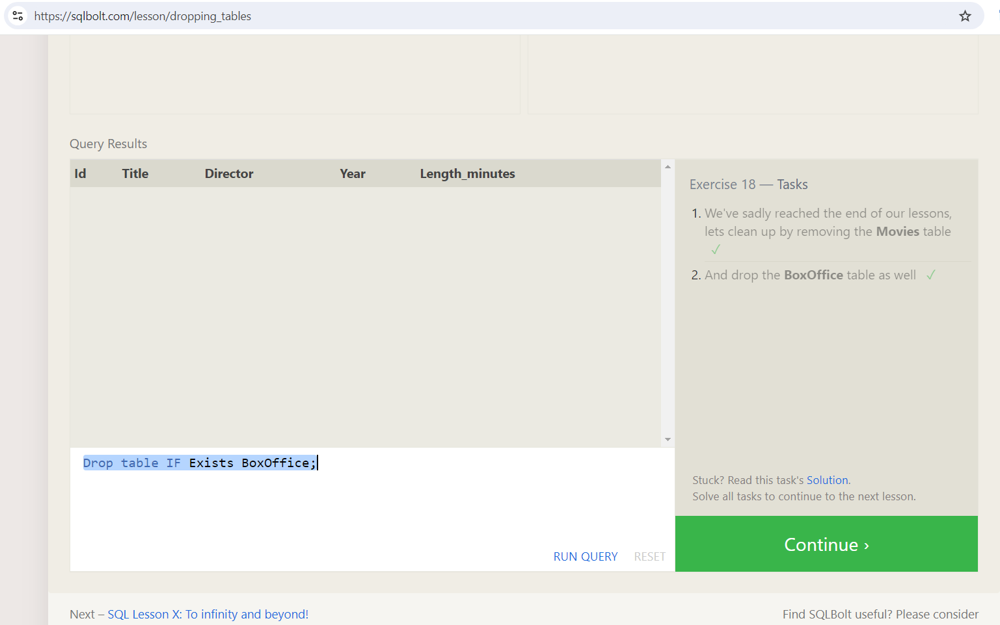 https://sqlbolt.com/lesson/dropping_tables
Query Results
Id Title Director Year Length_minutes
Exercise 18 — Tasks
1. We've sadly reached the end of our lessons,
lets clean up by removing the Movies table
✓
2. And drop the BoxOffice table as well ✓
Drop table IF Exists BoxOffice;
Stuck? Read this task's Solution.
Solve all tasks to continue to the next lesson.
RUN QUERY RESET
Continue ›
Next – SQL Lesson X: To infinity and beyond!
Find SQLBolt useful? Please consider